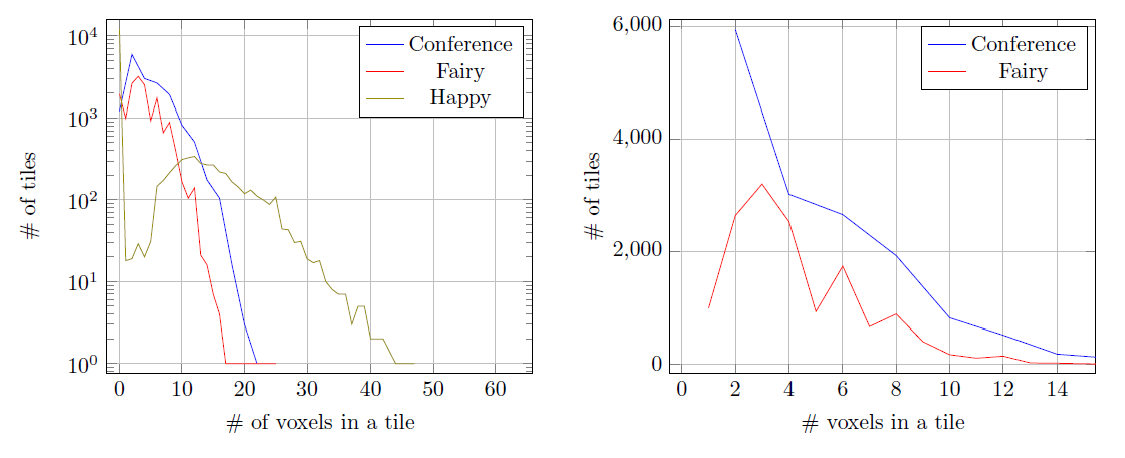 10^4
10^3
10^2
10^1
10^0
# of tiles
0 10 20 30 40 50 60
# of voxels in a tile
Conference
Fairy
Happy
6,000
4,000
2,000
0
# of tiles
0 2 4 6 8 10 12 14
# voxels in a tile
Conference
Fairy